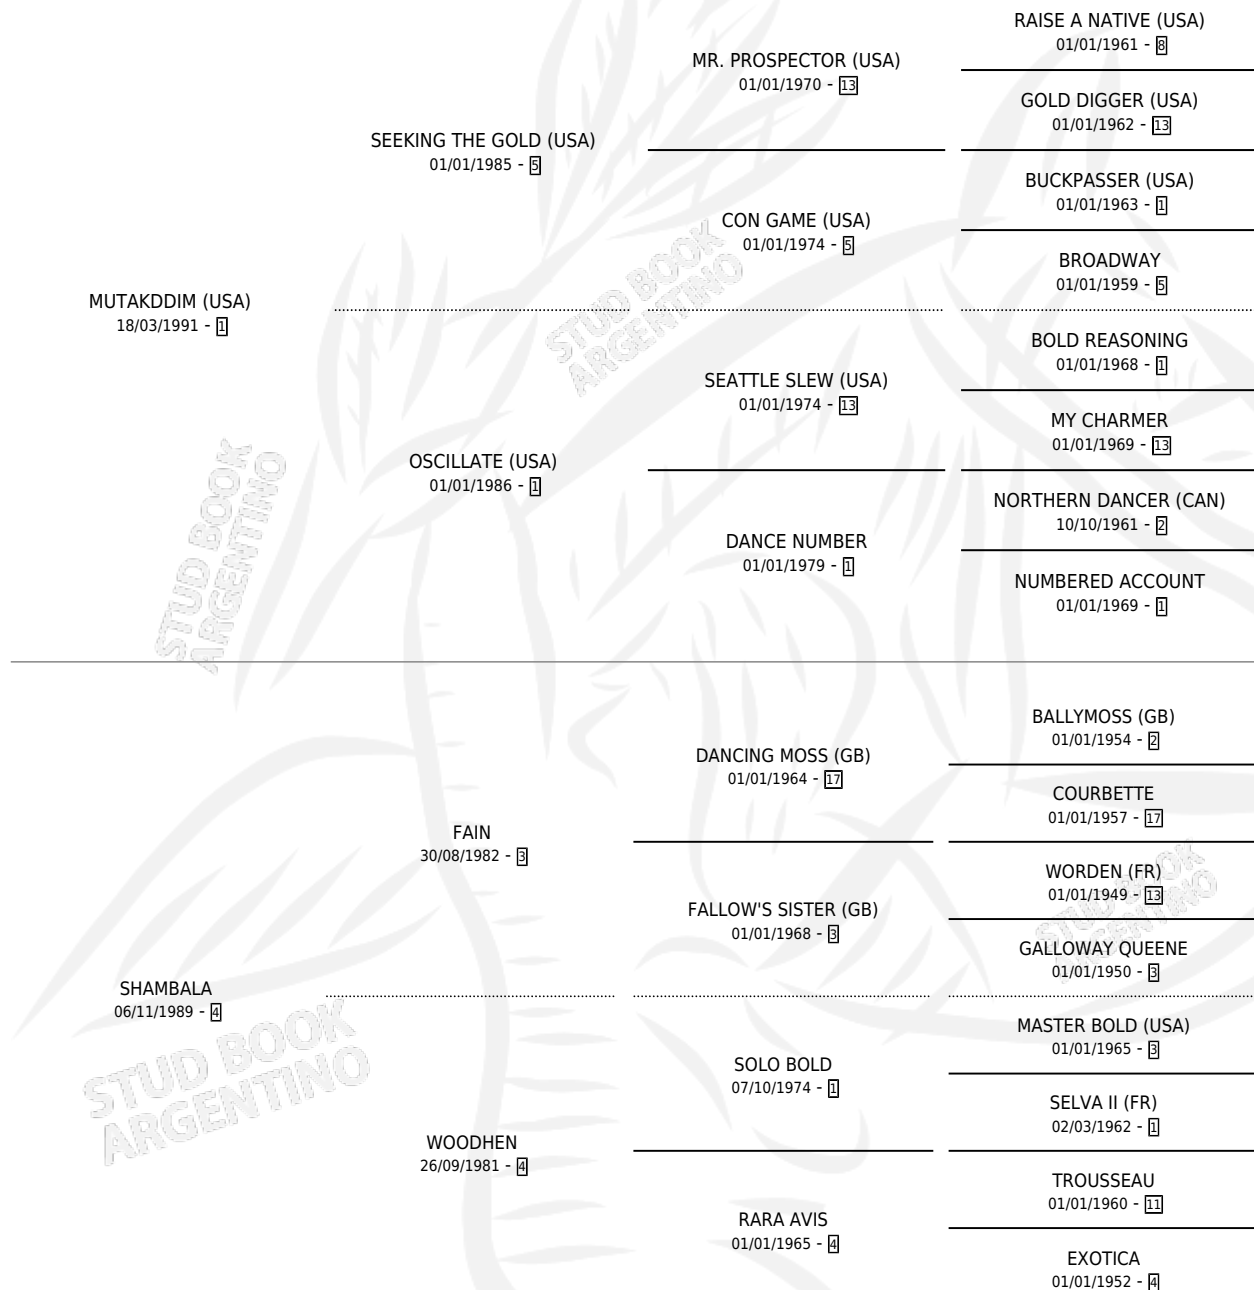 RAISE A NATIVE (USA)
01/01/1961 - 8
MR. PROSPECTOR (USA)
01/01/1970 - 13
GOLD DIGGER (USA)
01/01/1962 - 13
SEEKING THE GOLD (USA)
01/01/1985 - 5
BUCKPASSER (USA)
01/01/1963 - 1
CON GAME (USA)
01/01/1974 - 5
BROADWAY
01/01/1959 - 5
MUTAKDDIM (USA)
18/03/1991 - 1
BOLD REASONING
01/01/1968 - 1
SEATTLE SLEW (USA)
01/01/1974 - 13
MY CHARMER
01/01/1969 - 13
OSCILLATE (USA)
01/01/1986 - 1
NORTHERN DANCER (CAN)
10/10/1961 - 2
DANCE NUMBER
01/01/1979 - 1
NUMBERED ACCOUNT
01/01/1969 - 1
BALLYMOSS (GB)
01/01/1954 - 2
DANCING MOSS (GB)
01/01/1964 - 17
COURBETTE
01/01/1957 - 17
FAIN
30/08/1982 - 3
WORDEN (FR)
01/01/1949 - 13
FALLOW'S SISTER (GB)
01/01/1968 - 3
GALLOWAY QUEENE
01/01/1950 - 3
SHAMBALA
06/11/1989 - 4
MASTER BOLD (USA)
01/01/1965 - 3
SOLO BOLD
07/10/1974 - 1
SELVA II (FR)
02/03/1962 - 1
WOODHEN
26/09/1981 - 4
TROUSSEAU
01/01/1960 - 11
RARA AVIS
01/01/1965 - 4
EXOTICA
01/01/1952 - 4
STUD BOOK
ARGENTINO
STUD BOOK
ARGENTINO
STUD BOOK
ARGENTINO
STUD BOOK
ARGENTINO